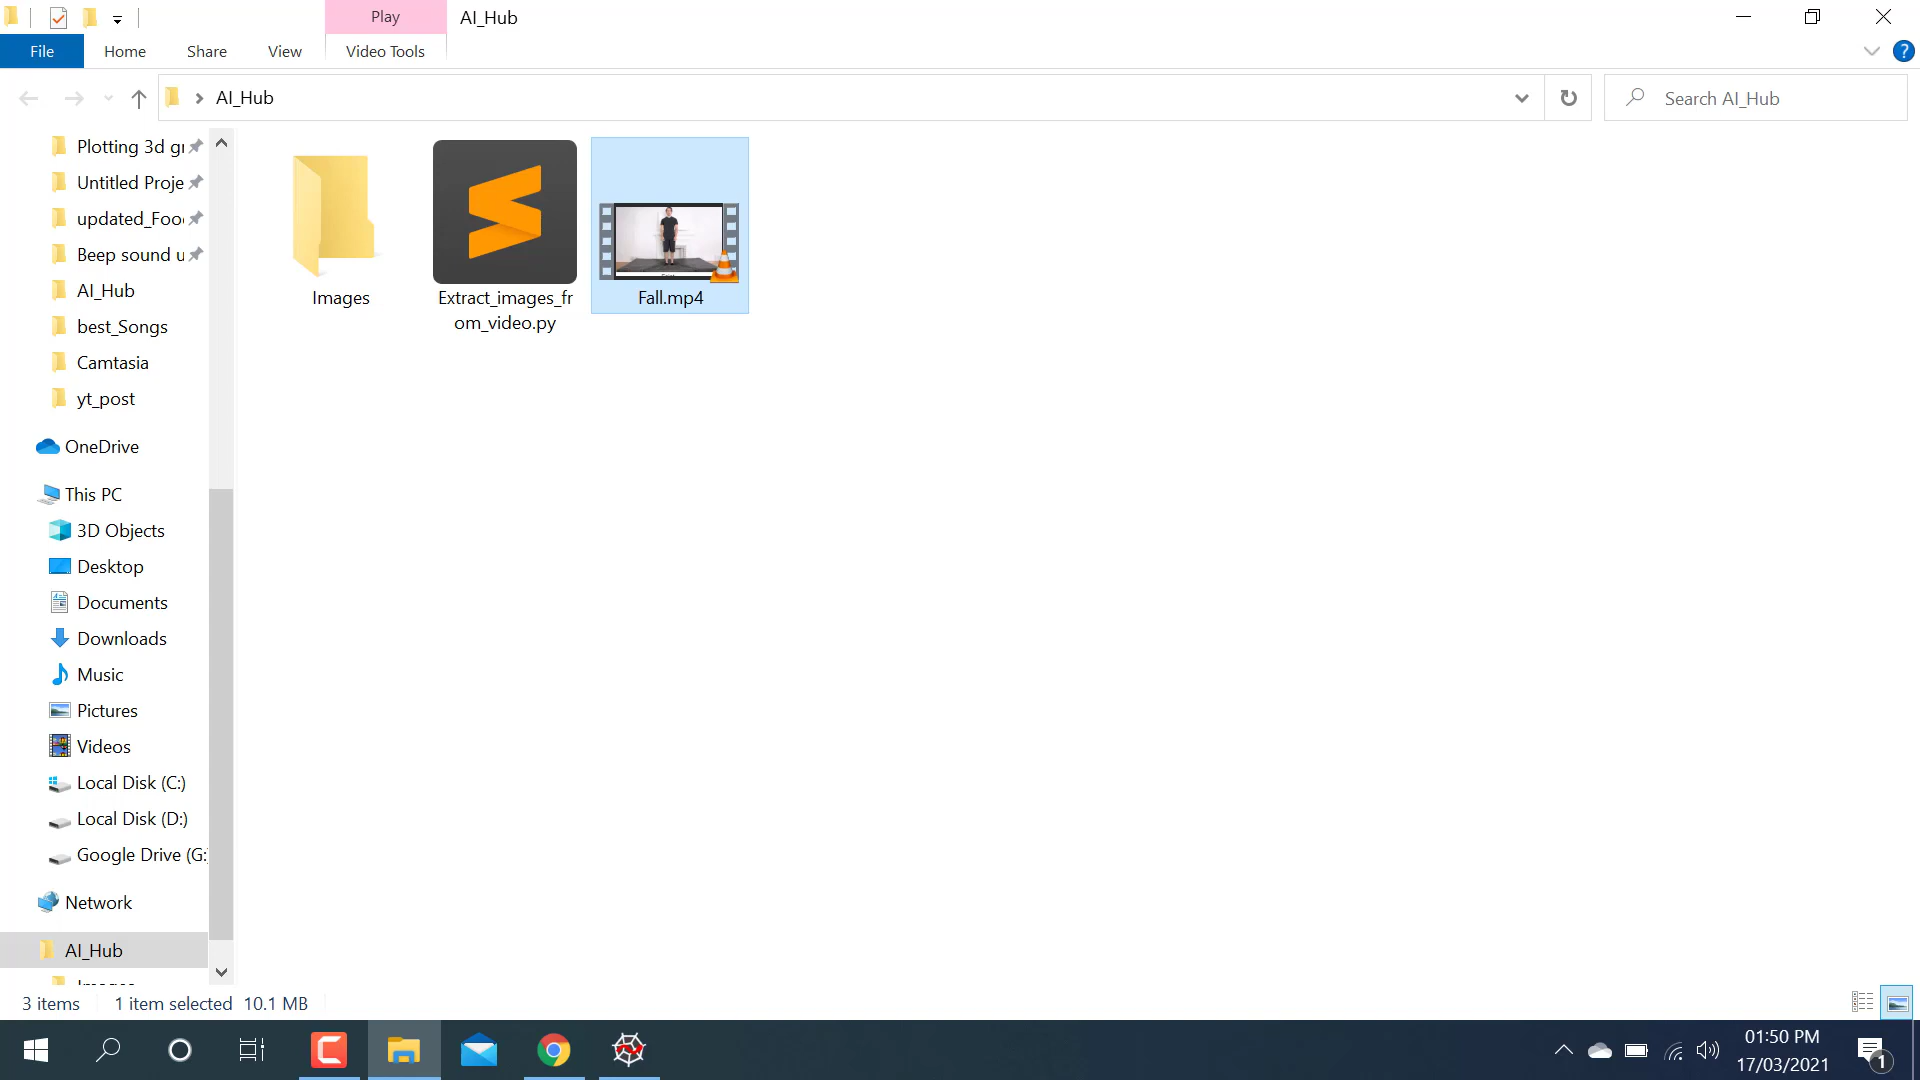 Play
AI_Hub
File
Home
Share
View
Video Tools
AI_Hub
Search AI_Hub
Plotting 3d gr
Untitled Proje
updated_Foo
Beep sound u
AI_Hub
best_Songs
Camtasia
yt_post
OneDrive
This PC
3D Objects
Desktop
Documents
Downloads
Music
Pictures
Videos
Local Disk (C:)
Local Disk (D:)
Google Drive (G:
Network
AI_Hub
Images
Images
Extract_images_fr
om_video.py
Fall.mp4
3 items
1 item selected 10.1 MB
01:50 PM
17/03/2021
1